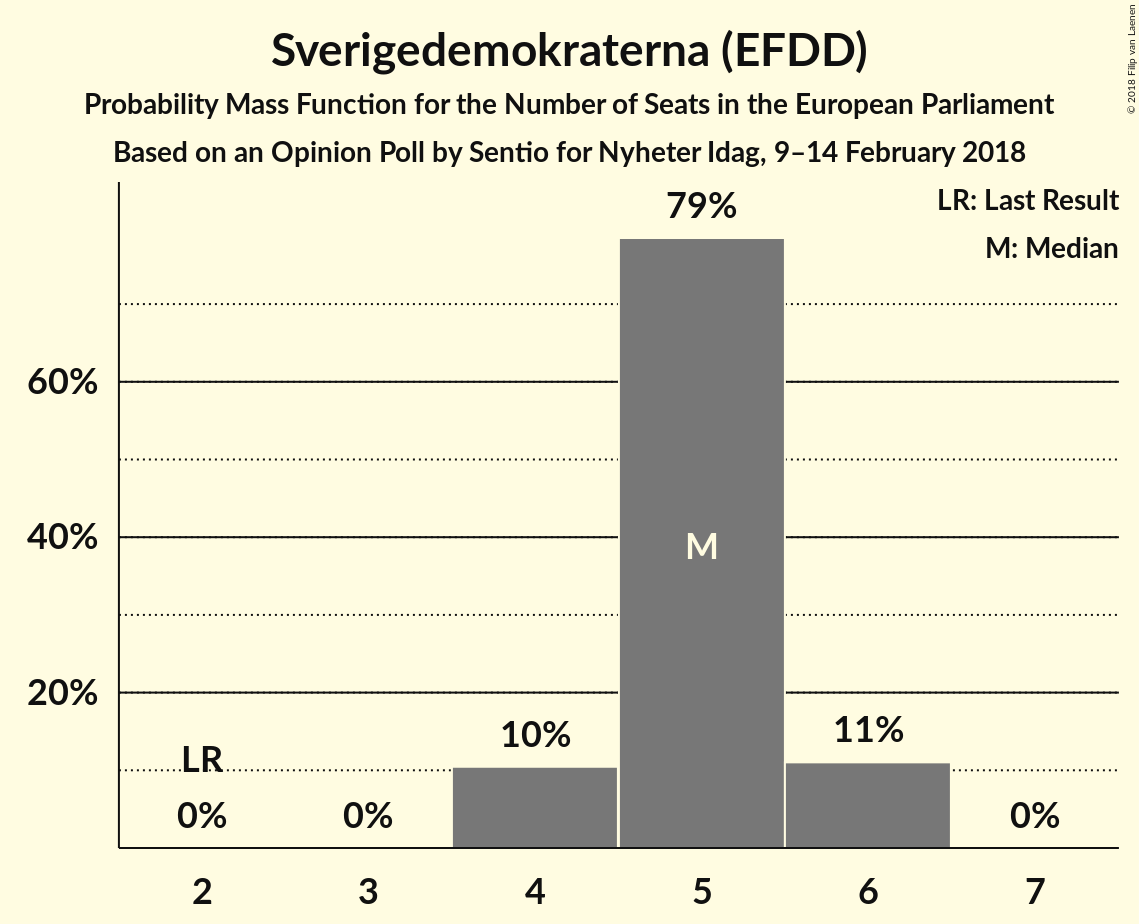 Sverigedemokraterna (EFDD)
Probability Mass Function for the Number of Seats in the European Parliament
Based on an Opinion Poll by Sentio for Nyheter Idag, 9–14 February 2018
© 2018 Filip van Laenen
LR: Last Result
M: Median
79%
60%
40%
20%
M
LR
0%
0%
10%
11%
0%
2 3 4 5 6 7